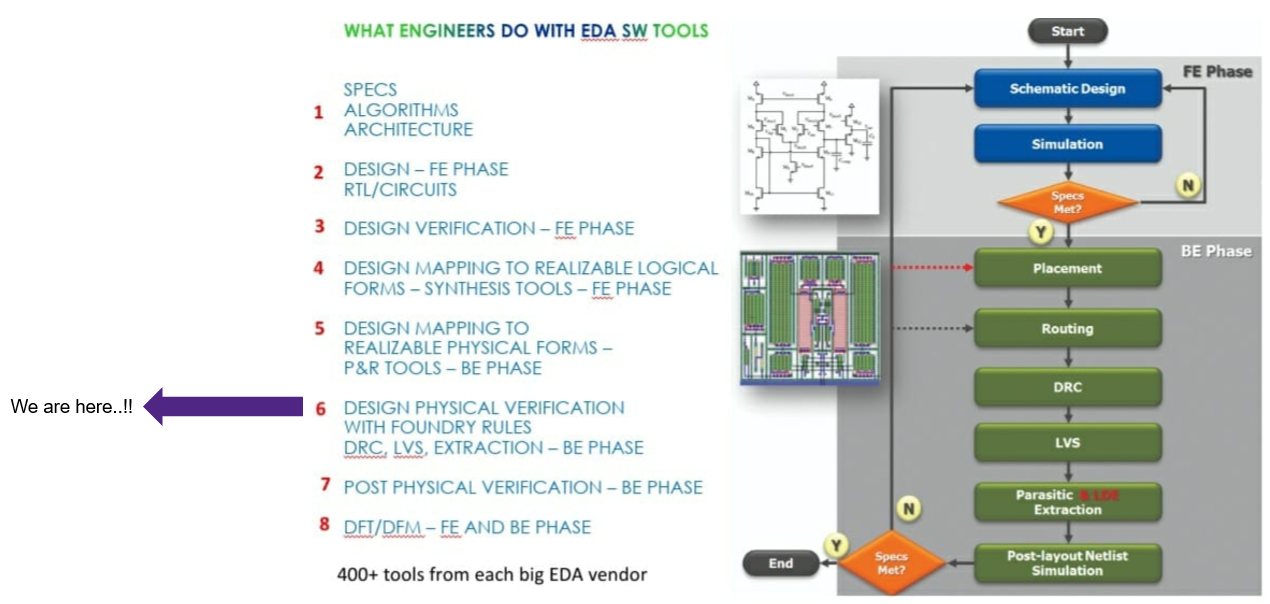 WHAT ENGINEERS DO WITH EDA SW TOOLS
1
SPECS
ALGORITHMS
ARCHITECTURE
2
DESIGN – FE PHASE
RTL/CIRCUITS
3
DESIGN VERIFICATION – FE PHASE
4
DESIGN MAPPING TO REALIZABLE LOGICAL
FORMS – SYNTHESIS TOOLS – FE PHASE
5
DESIGN MAPPING TO
REALIZABLE PHYSICAL FORMS –
P&R TOOLS – BE PHASE
We are here..!!
6
DESIGN PHYSICAL VERIFICATION
WITH FOUNDRY RULES
DRC, LVS, EXTRACTION – BE PHASE
7
POST PHYSICAL VERIFICATION – BE PHASE
8
DFT/DFM – FE AND BE PHASE
400+ tools from each big EDA vendor
Start
FE Phase
Schematic Design
Simulation
Specs
Met?
N
Y
BE Phase
Placement
Routing
DRC
LVS
Parasitic & LDE
Extraction
Post-layout Netlist
Simulation
N
Specs
Met?
Y
End